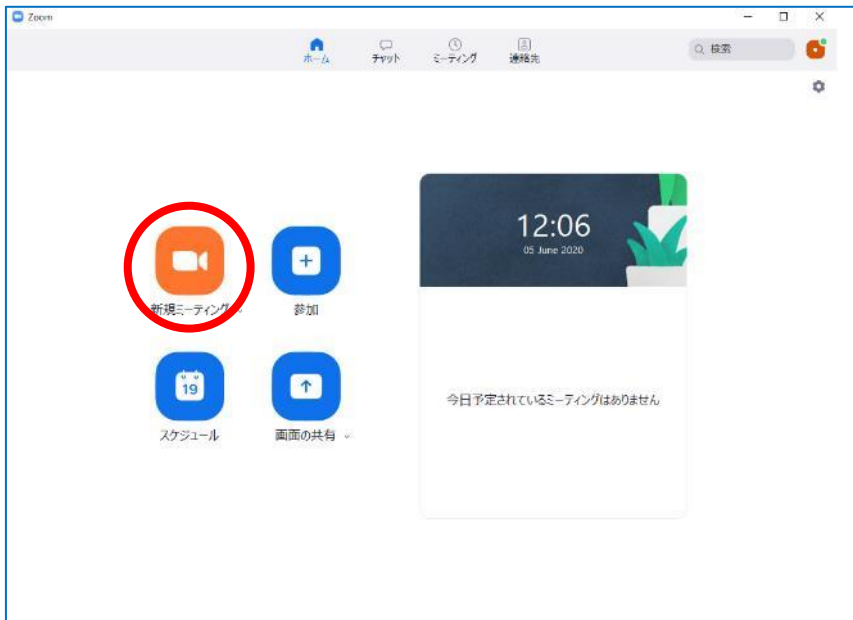 Zoom
ホーム
チャット
ミーティング
連絡先
検索
12:06
05 June 2020
新規ミーティング
参加
19
スケジュール
画面の共有
今日予定されているミーティングはありません